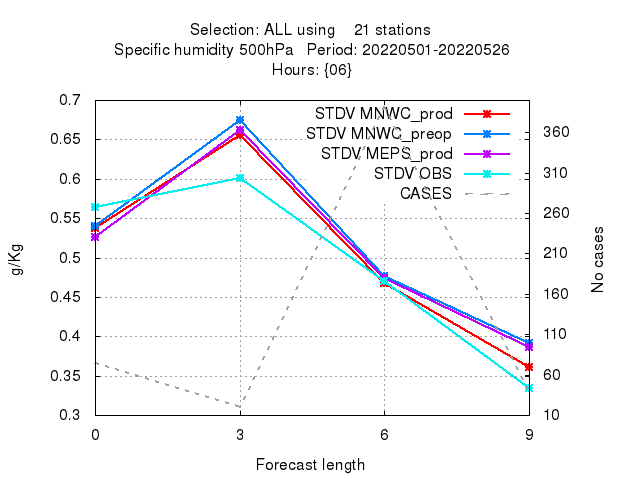 Selection: ALL using    21 stations
Specific humidity 500hPa   Period: 20220501-20220526
Hours: {06}
STDV MNWC_prod
STDV MNWC_preop
STDV MEPS_prod
STDV OBS
CASES
0.7
0.65
0.6
0.55
0.5
0.45
0.4
0.35
0.3
360
310
260
210
160
110
60
10
g/Kg
No cases
0 3 6 9
Forecast length